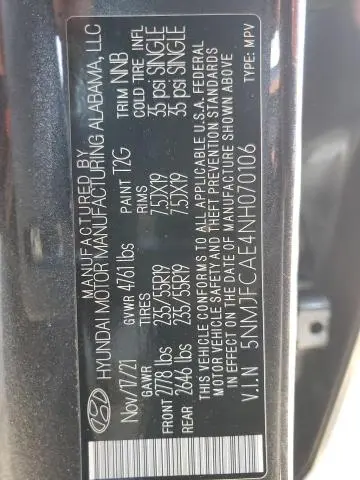 MANUFACTURED BY
HYUNDAI MOTOR MANUFACTURING ALABAMA, LLC
Nov/17/21 GVWR 4761 lbs PAINT T2G TRIM NNB
GAWR TIRES RIMS COLD TIRE INFL
FRONT 2778 lbs 235/55R19 7.5JX19 35 psi SINGLE
REAR 2646 lbs 235/55R19 7.5JX19 35 psi SINGLE
THIS VEHICLE CONFORMS TO ALL APPLICABLE U.S.A. FEDERAL
MOTOR VEHICLE SAFETY AND THEFT PREVENTION STANDARDS
IN EFFECT ON THE DATE OF MANUFACTURE SHOWN ABOVE
V.I.N 5NMJFCAE4NH070106 TYPE: MPV